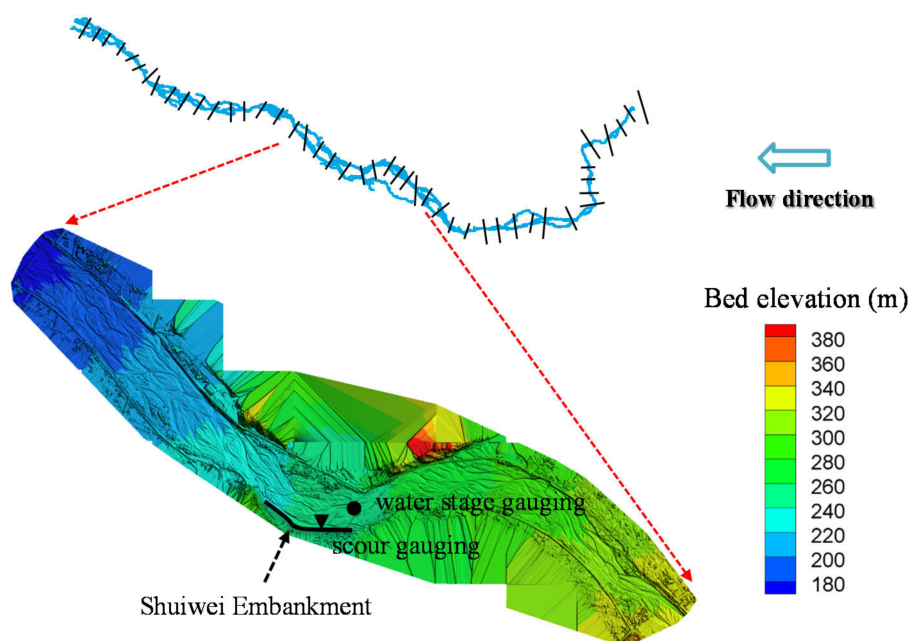 Flow direction
Bed elevation (m)
380
360
340
320
300
280
260
240
220
200
180
water stage gauging
scour gauging
Shuiwei Embankment